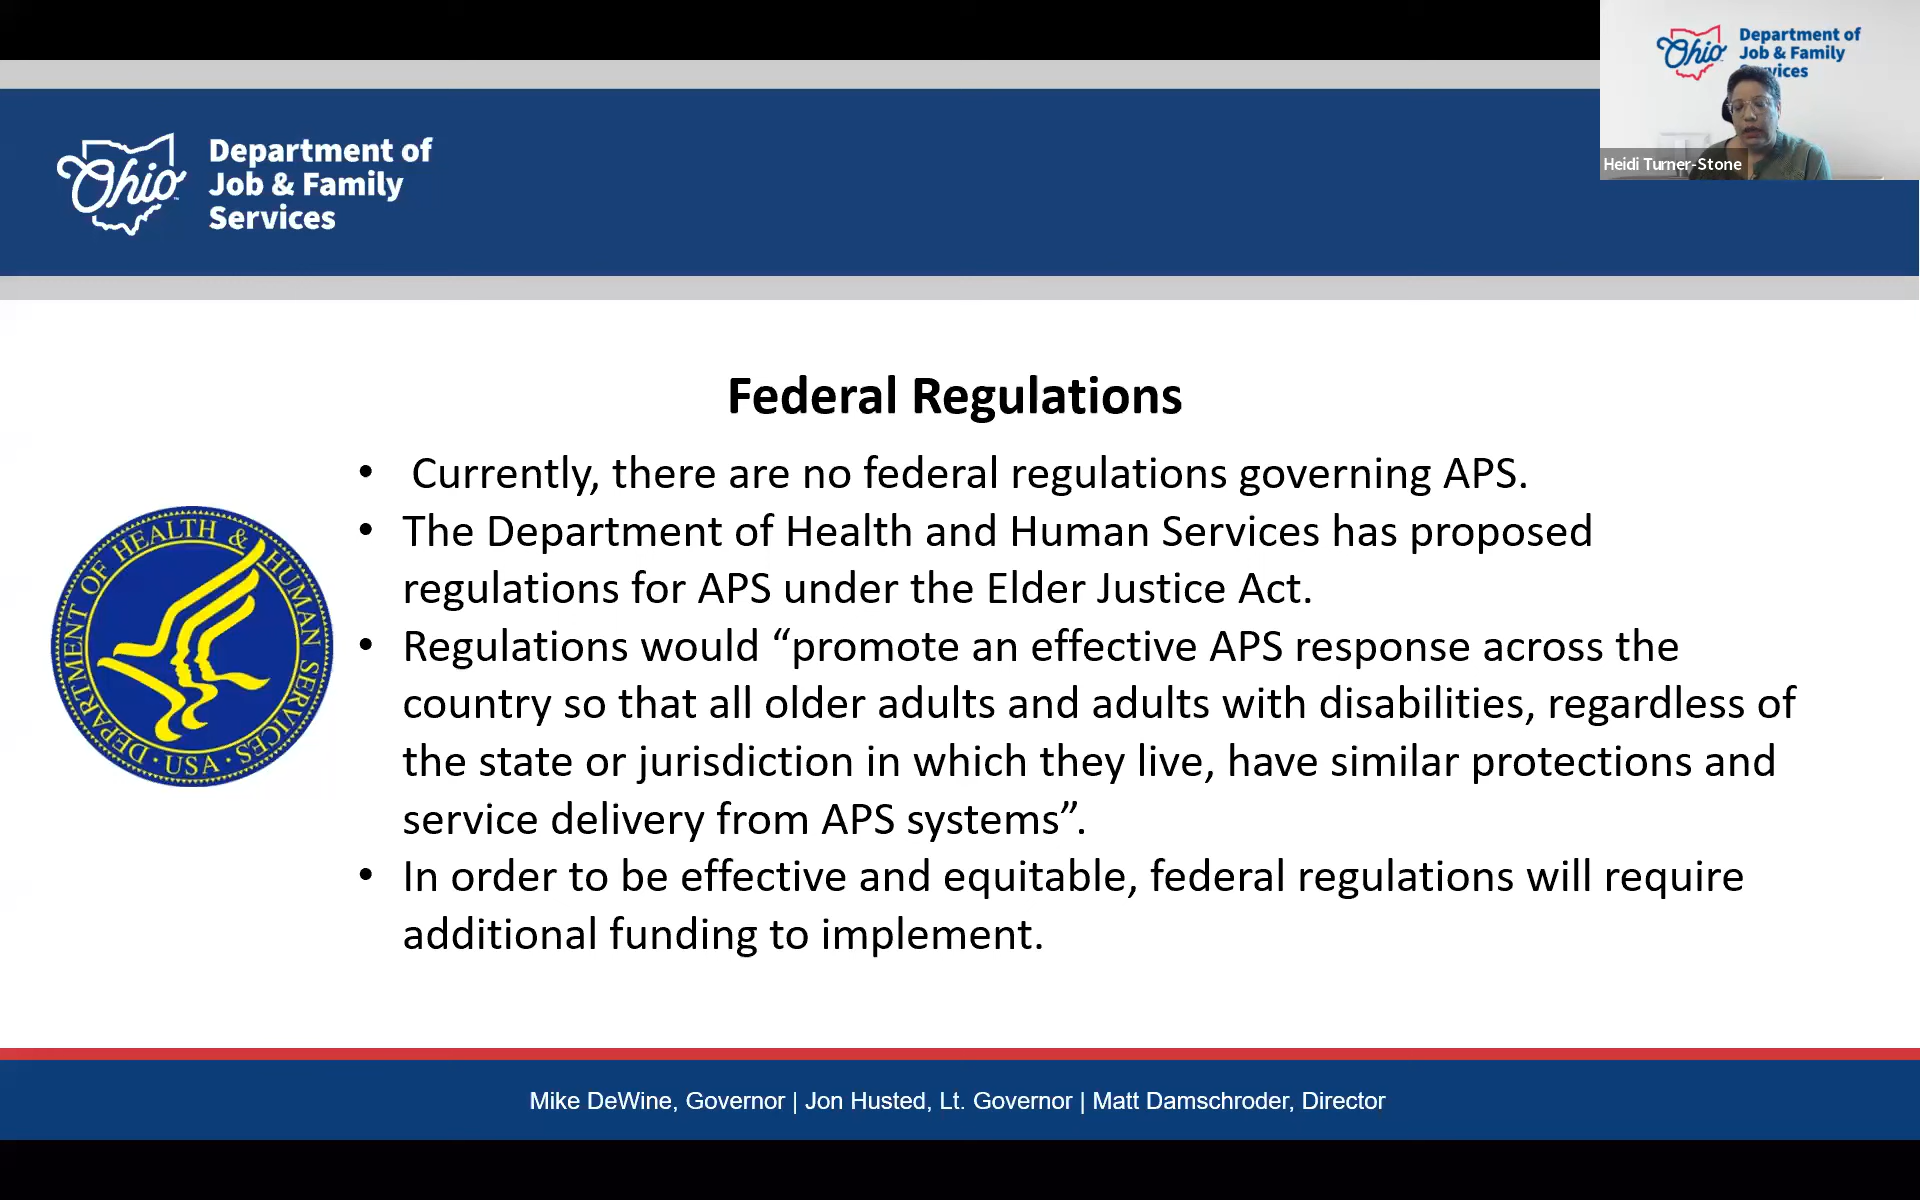 Department of
Job & Family
Services
Ohio
Heidi Turner-Stone
Ohio
Department of
Job & Family
Services
Federal Regulations
• Currently, there are no federal regulations governing APS.
• The Department of Health and Human Services has proposed
regulations for APS under the Elder Justice Act.
• Regulations would “promote an effective APS response across the
country so that all older adults and adults with disabilities, regardless of
the state or jurisdiction in which they live, have similar protections and
service delivery from APS systems”.
• In order to be effective and equitable, federal regulations will require
additional funding to implement.
DEPARTMENT OF HEALTH & HUMAN SERVICES · USA ·
Mike DeWine, Governor | Jon Husted, Lt. Governor | Matt Damschroder, Director